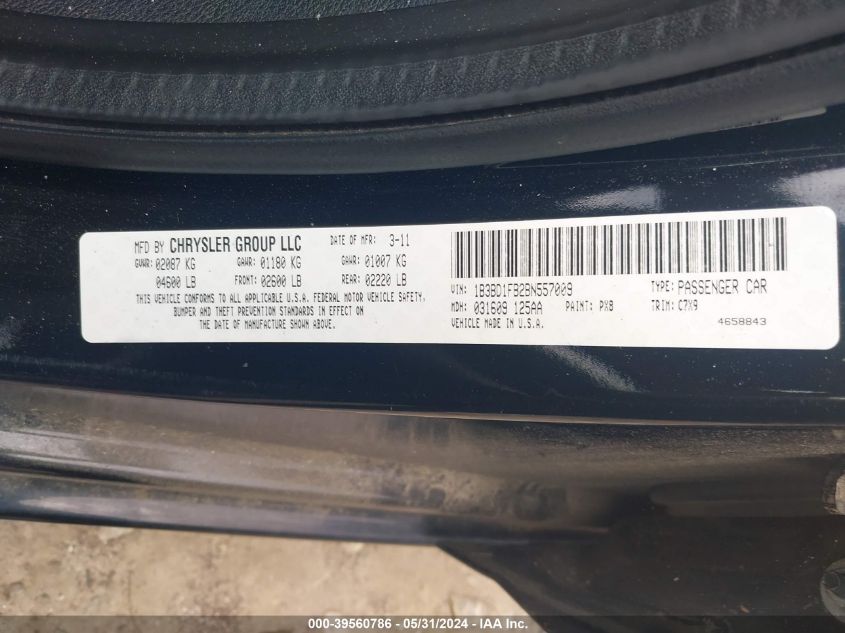 MFD BY CHRYSLER GROUP LLC DATE OF MFR: 3-11
GVWR: 02087 KG GAWR: 01180 KG GAWR: 01007 KG
04600 LB FRONT: 02600 LB REAR: 02220 LB
THIS VEHICLE CONFORMS TO ALL APPLICABLE U.S.A. FEDERAL MOTOR VEHICLE SAFETY,
BUMPER AND THEFT PREVENTION STANDARDS IN EFFECT ON
THE DATE OF MANUFACTURE SHOWN ABOVE.
VIN: 1B3BD1FB2BN557009 TYPE: PASSENGER CAR
MDH: 031609 125AA PAINT: PX8 TRIM: C7X9
VEHICLE MADE IN U.S.A. 4658843
000-39560786 - 05/31/2024 - IAA Inc.